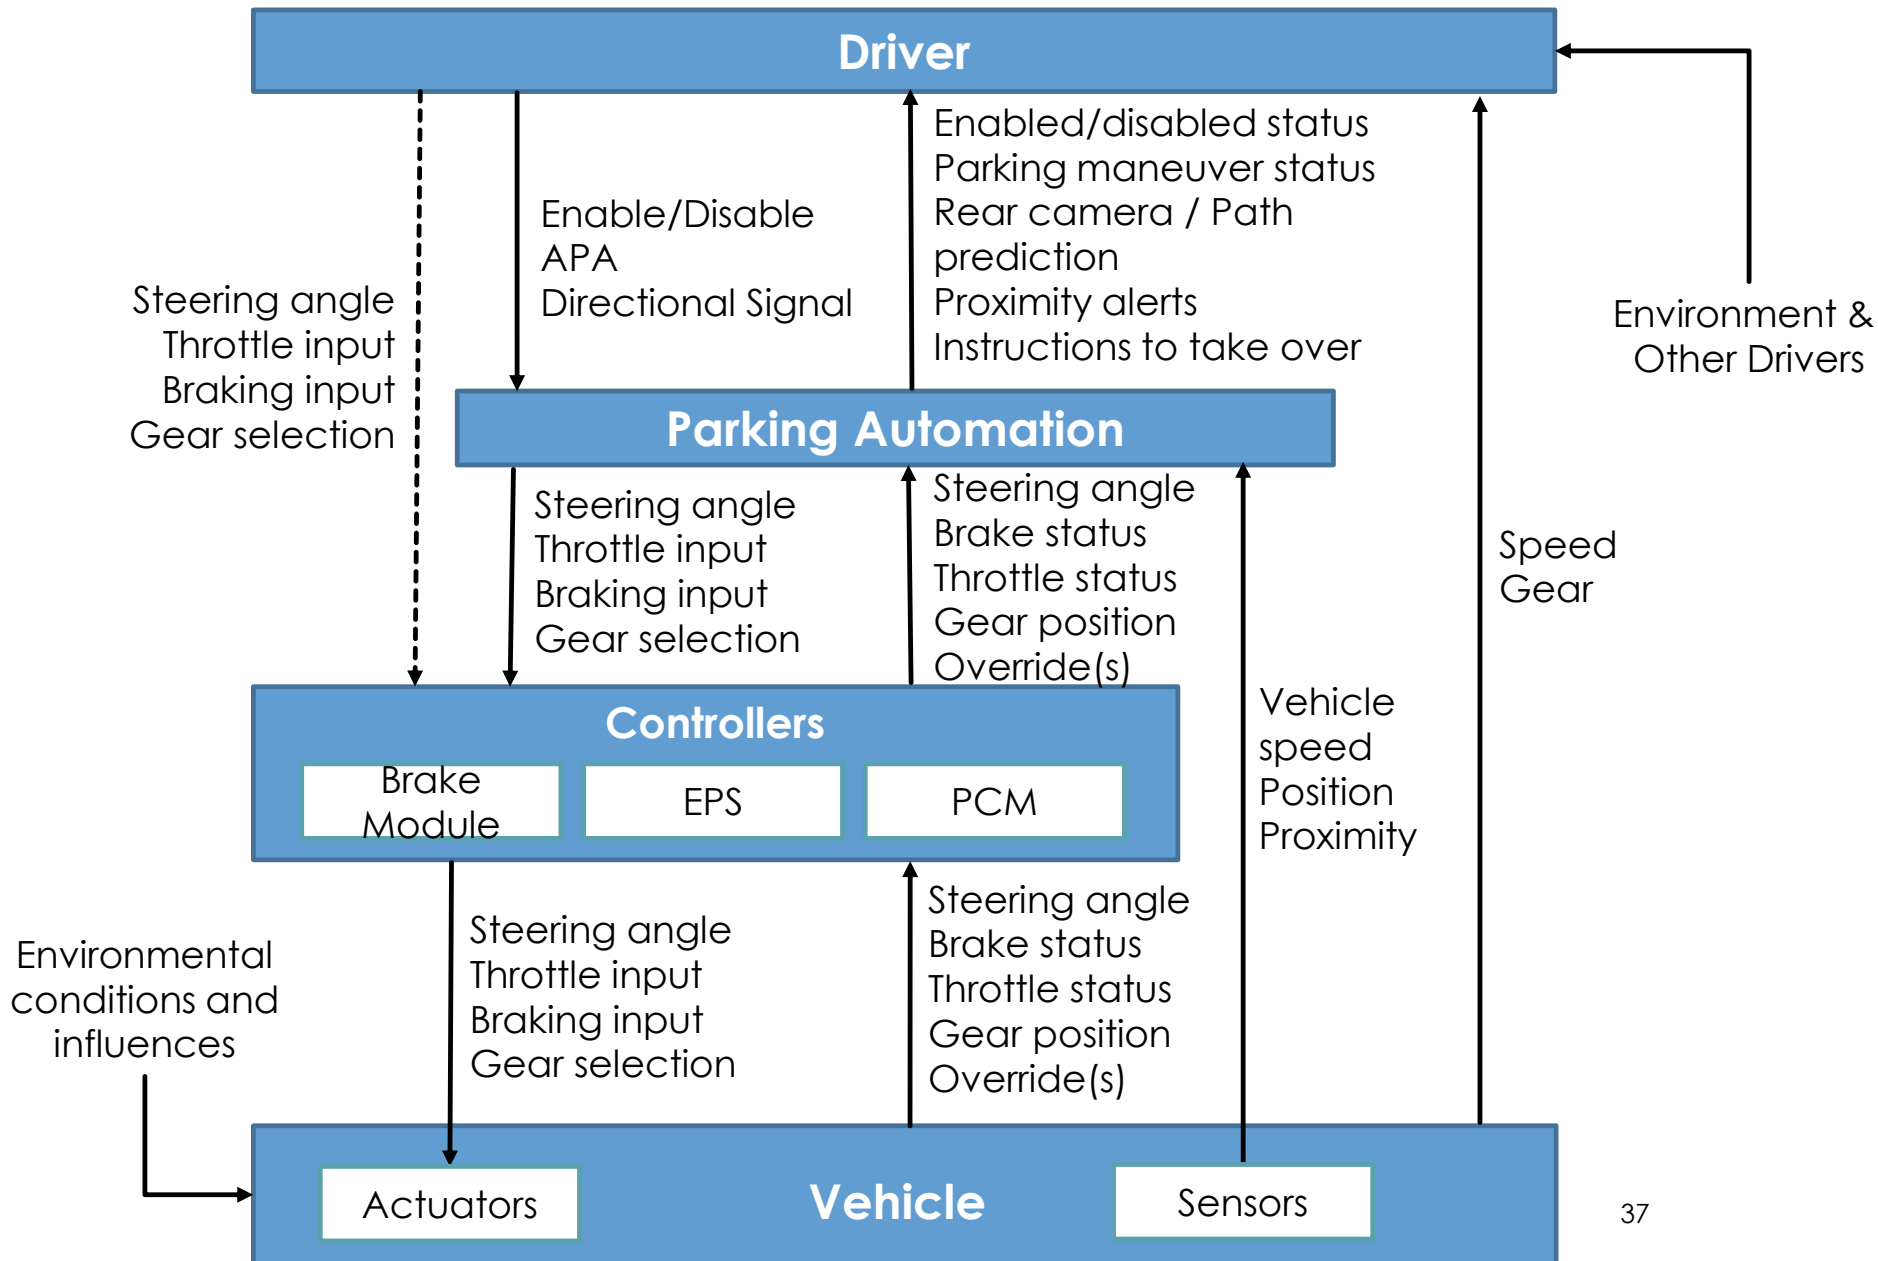 Driver
Enabled/disabled status
Parking maneuver status
Rear camera / Path
prediction
Proximity alerts
Instructions to take over
Enable/Disable
APA
Directional Signal
Steering angle
Throttle input
Braking input
Gear selection
Environment &
Other Drivers
Parking Automation
Steering angle
Throttle input
Braking input
Gear selection
Steering angle
Brake status
Throttle status
Gear position
Override(s)
Speed
Gear
Vehicle
speed
Position
Proximity
Controllers
Brake
Module
EPS
PCM
Steering angle
Throttle input
Braking input
Gear selection
Steering angle
Brake status
Throttle status
Gear position
Override(s)
Environmental
conditions and
influences
Actuators
Vehicle
Sensors
37